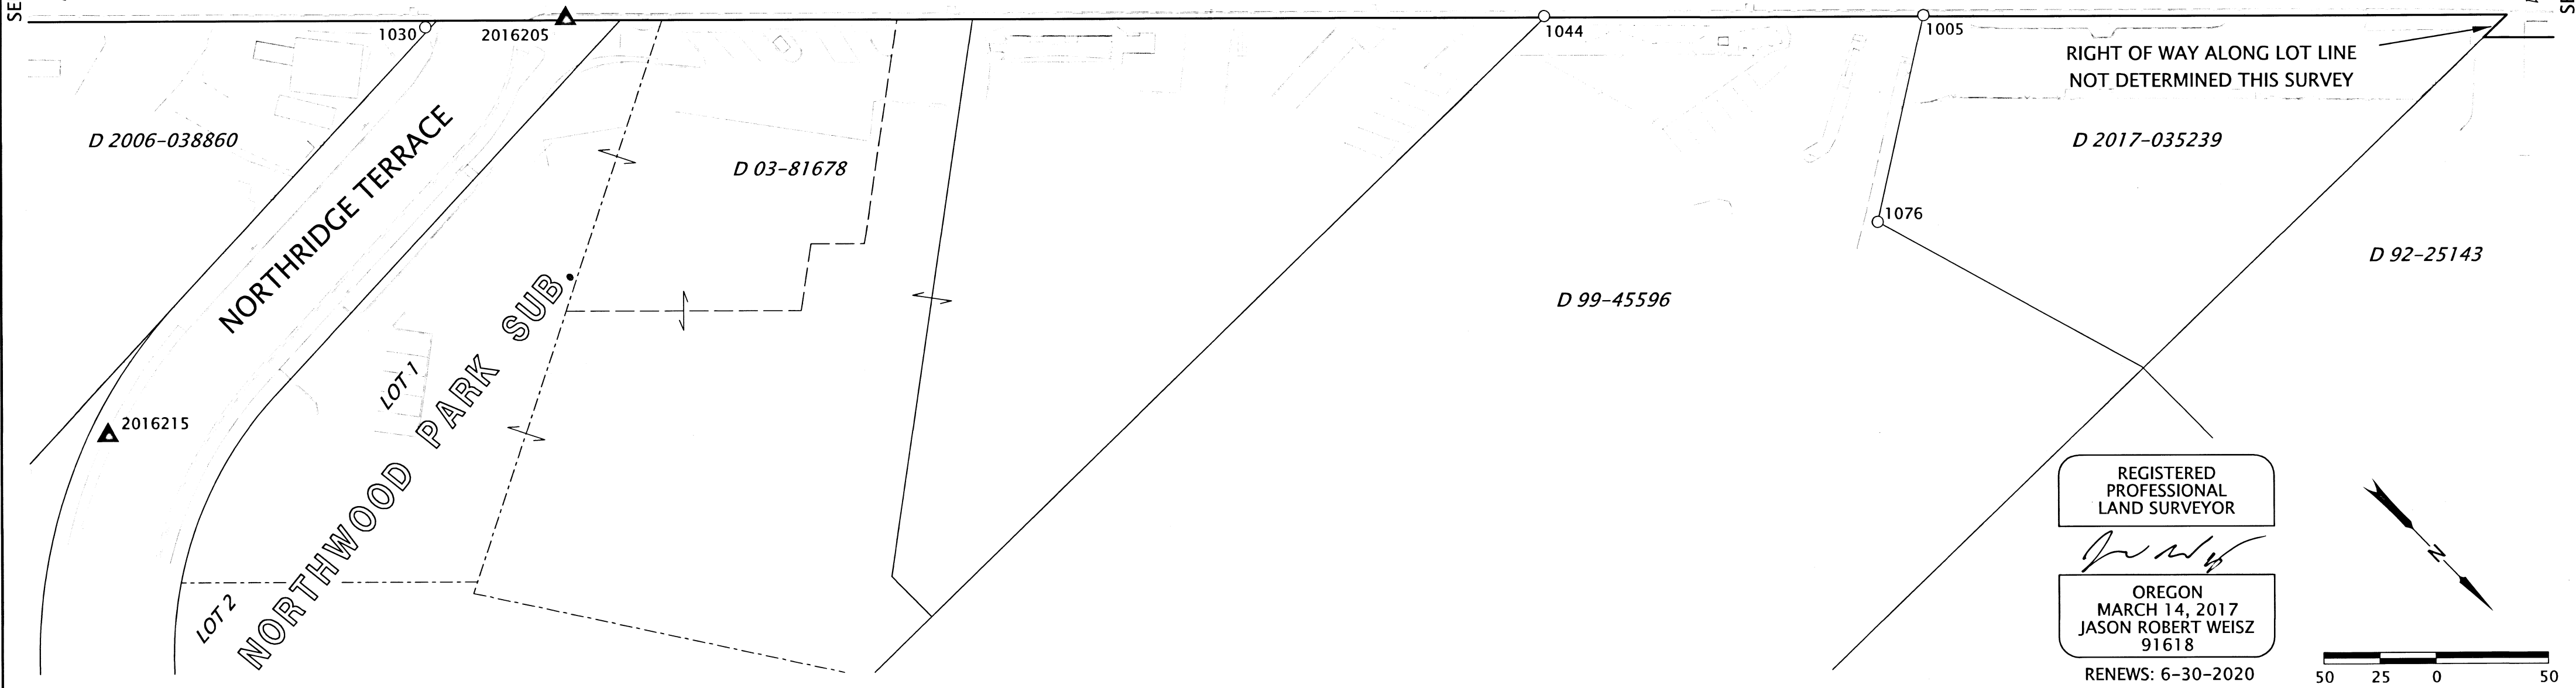 SE
1030
2016205
1044
1005
SE
RIGHT OF WAY ALONG LOT LINE
NOT DETERMINED THIS SURVEY
D 2006-038860
NORTHRIDGE TERRACE
D 03-81678
D 2017-035239
1076
D 92-25143
D 99-45596
LOT 1
NORTHWOOD PARK SUB.
2016215
LOT 2
REGISTERED
PROFESSIONAL
LAND SURVEYOR
OREGON
MARCH 14, 2017
JASON ROBERT WEISZ
91618
RENEWS: 6-30-2020
N
50 25 0 50